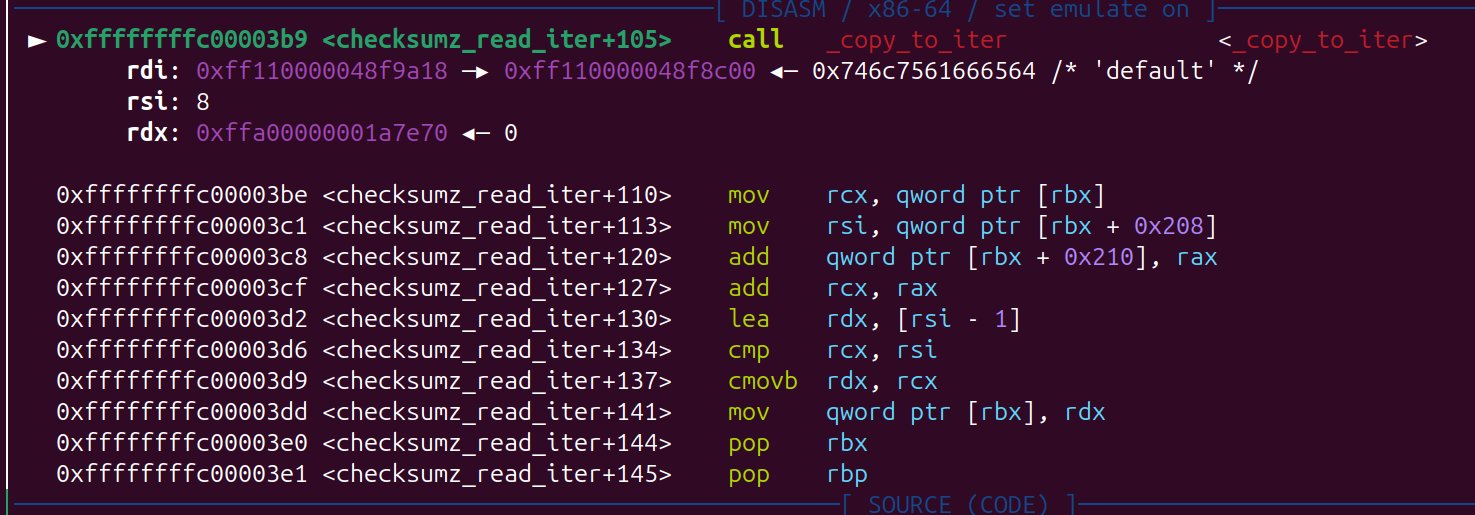 [ DISASM / x86-64 / set emulate on ]
► 0xffffffffc00003b9 <checksumz_read_iter+105> call _copy_to_iter <_copy_to_iter>
rdi: 0xff110000048f9a18 —▸ 0xff110000048f8c00 ◂— 0x746c7561666564 /* 'default' */
rsi: 8
rdx: 0xffa00000001a7e70 ◂— 0
0xffffffffc00003be <checksumz_read_iter+110> mov rcx, qword ptr [rbx]
0xffffffffc00003c1 <checksumz_read_iter+113> mov rsi, qword ptr [rbx + 0x208]
0xffffffffc00003c8 <checksumz_read_iter+120> add qword ptr [rbx + 0x210], rax
0xffffffffc00003cf <checksumz_read_iter+127> add rcx, rax
0xffffffffc00003d2 <checksumz_read_iter+130> lea rdx, [rsi - 1]
0xffffffffc00003d6 <checksumz_read_iter+134> cmp rcx, rsi
0xffffffffc00003d9 <checksumz_read_iter+137> cmovb rdx, rcx
0xffffffffc00003dd <checksumz_read_iter+141> mov qword ptr [rbx], rdx
0xffffffffc00003e0 <checksumz_read_iter+144> pop rbx
0xffffffffc00003e1 <checksumz_read_iter+145> pop rbp
[ SOURCE (CODE) ]